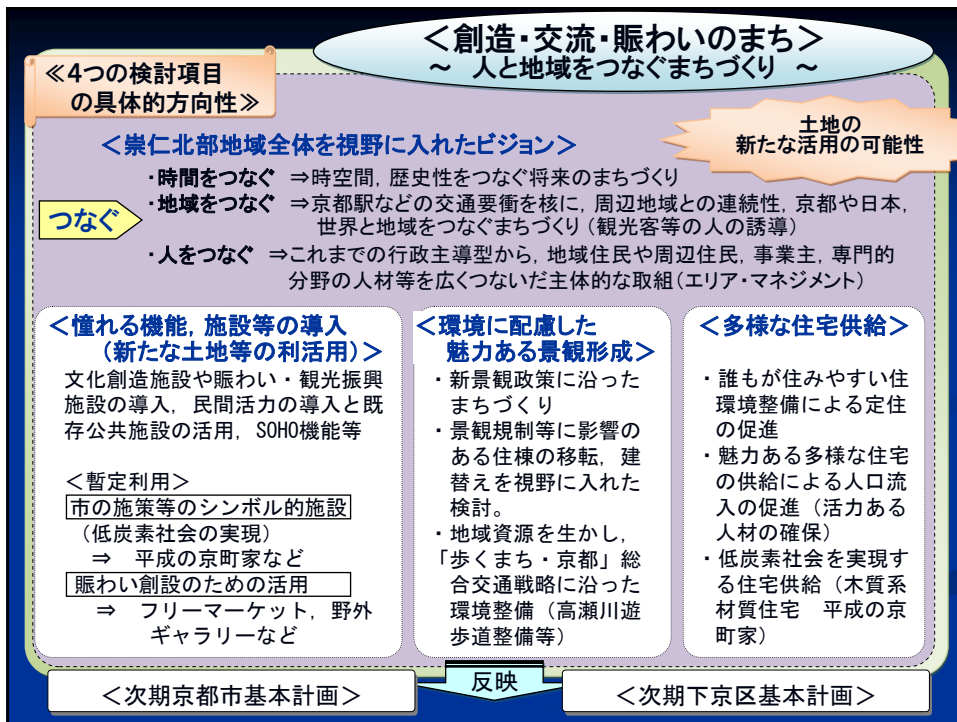 ＜創造・交流・賑わいのまち＞
～ 人と地域をつなぐまちづくり ～
≪4つの検討項目
の具体的方向性≫
土地の
新たな活用の可能性
＜崇仁北部地域全体を視野に入れたビジョン＞
つなぐ
・時間をつなぐ ⇒時空間，歴史性をつなぐ将来のまちづくり
・地域をつなぐ ⇒京都駅などの交通要衝を核に，周辺地域との連続性，京都や日本，
世界と地域をつなぐまちづくり（観光客等の人の誘導）
・人をつなぐ ⇒これまでの行政主導型から，地域住民や周辺住民，事業主，専門的
分野の人材等を広くつないだ主体的な取組（エリア・マネジメント）
＜憧れる機能，施設等の導入
（新たな土地等の利活用）＞
文化創造施設や賑わい・観光振興
施設の導入，民間活力の導入と既
存公共施設の活用，SOHO機能等
＜暫定利用＞
市の施策等のシンボル的施設
（低炭素社会の実現）
⇒ 平成の京町家など
賑わい創設のための活用
⇒ フリーマーケット，野外
ギャラリーなど
＜環境に配慮した
魅力ある景観形成＞
・新景観政策に沿った
まちづくり
・景観規制等に影響の
ある住棟の移転，建
替えを視野に入れた
検討。
・地域資源を生かし，
「歩くまち・京都」総
合交通戦略に沿った
環境整備（高瀬川遊
歩道整備等）
＜多様な住宅供給＞
・誰もが住みやすい住
環境整備による定住
の促進
・魅力ある多様な住宅
の供給による人口流
入の促進（活力ある
人材の確保）
・低炭素社会を実現す
る住宅供給（木質系
材質住宅 平成の京
町家）
反映
＜次期京都市基本計画＞
＜次期下京区基本計画＞